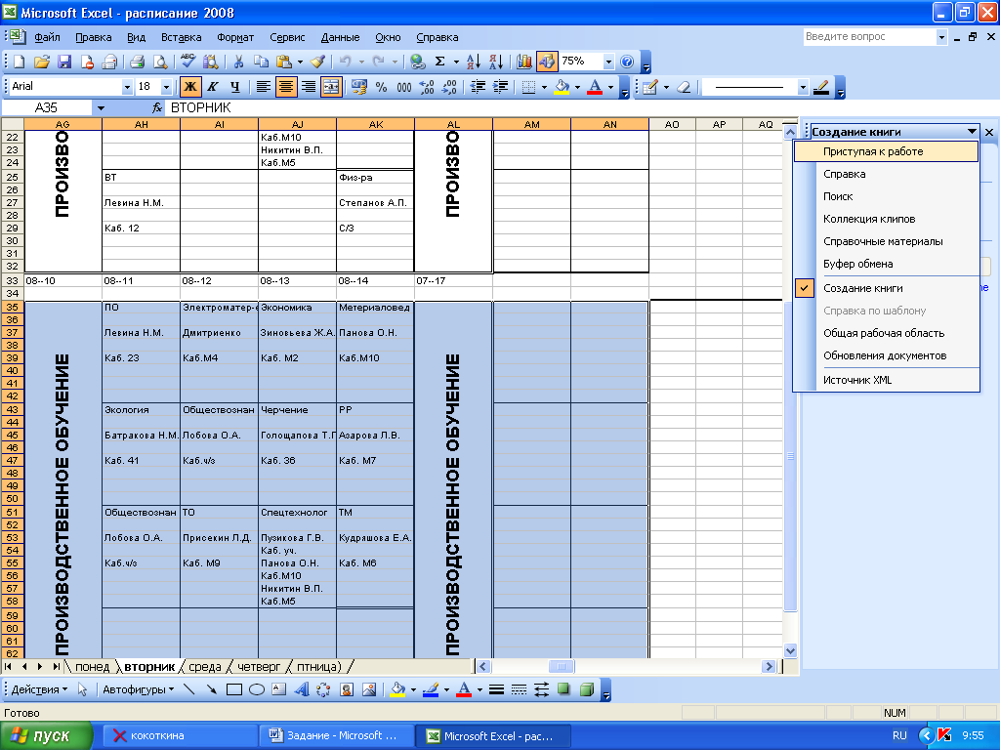 Microsoft Excel - расписание 2008
Файл Правка Вид Вставка Формат Сервис Данные Окно Справка Введите вопрос
75%
Arial 18 Ж К Ч % 000
A35 fx ВТОРНИК
AG AH AI AJ AK AL AM AN AO AP AQ
22 Каб.М10
23 Никитин В.П.
24 Каб.М5
ПРОИЗВО
ПРОИЗВО
25 ВТ Физ-ра
26
27 Левина Н.М. Степанов А.П.
28
29 Каб. 12 С/З
30
31
32
33 08--10 08--11 08--12 08--13 08--14 07--17
34
35 ПО Электроматер-е Экономика Метериаловед
36
37 Левина Н.М. Дмитриенко Зиновьева Ж.А. Панова О.Н.
38
39 Каб. 23 Каб.М4 Каб. М2 Каб.М10
40
41
42
43 Экология Обществознан Черчение РР
44
45 Батракова Н.М. Лобова О.А. Голощапова Т.Г Азарова Л.В.
46
47 Каб. 41 Каб.ч/з Каб. 36 Каб. М7
48
49
50
51 Обществознан ТО Спецтехнолог ТМ
52
53 Лобова О.А. Присекин Л.Д. Пузикова Г.В. Кудряшова Е.А.
54 Каб. уч.
55 Каб.ч/з Каб. М9 Панова О.Н. Каб. М6
56 Каб.М10
57 Никитин В.П.
58 Каб.М5
59
60
61
62
ПРОИЗВОДСТВЕННОЕ ОБУЧЕНИЕ
ПРОИЗВОДСТВЕННОЕ ОБУЧЕНИЕ
Создание книги
Приступая к работе
Справка
Поиск
Коллекция клипов
Справочные материалы
Буфер обмена
Создание книги
Справка по шаблону
Общая рабочая область
Обновления документов
Источник XML
понед вторник среда четверг птница)
Действия Автофигуры
Готово NUM
пуск кокоткина Задание - Microsoft ... Microsoft Excel - рас... RU 9:55